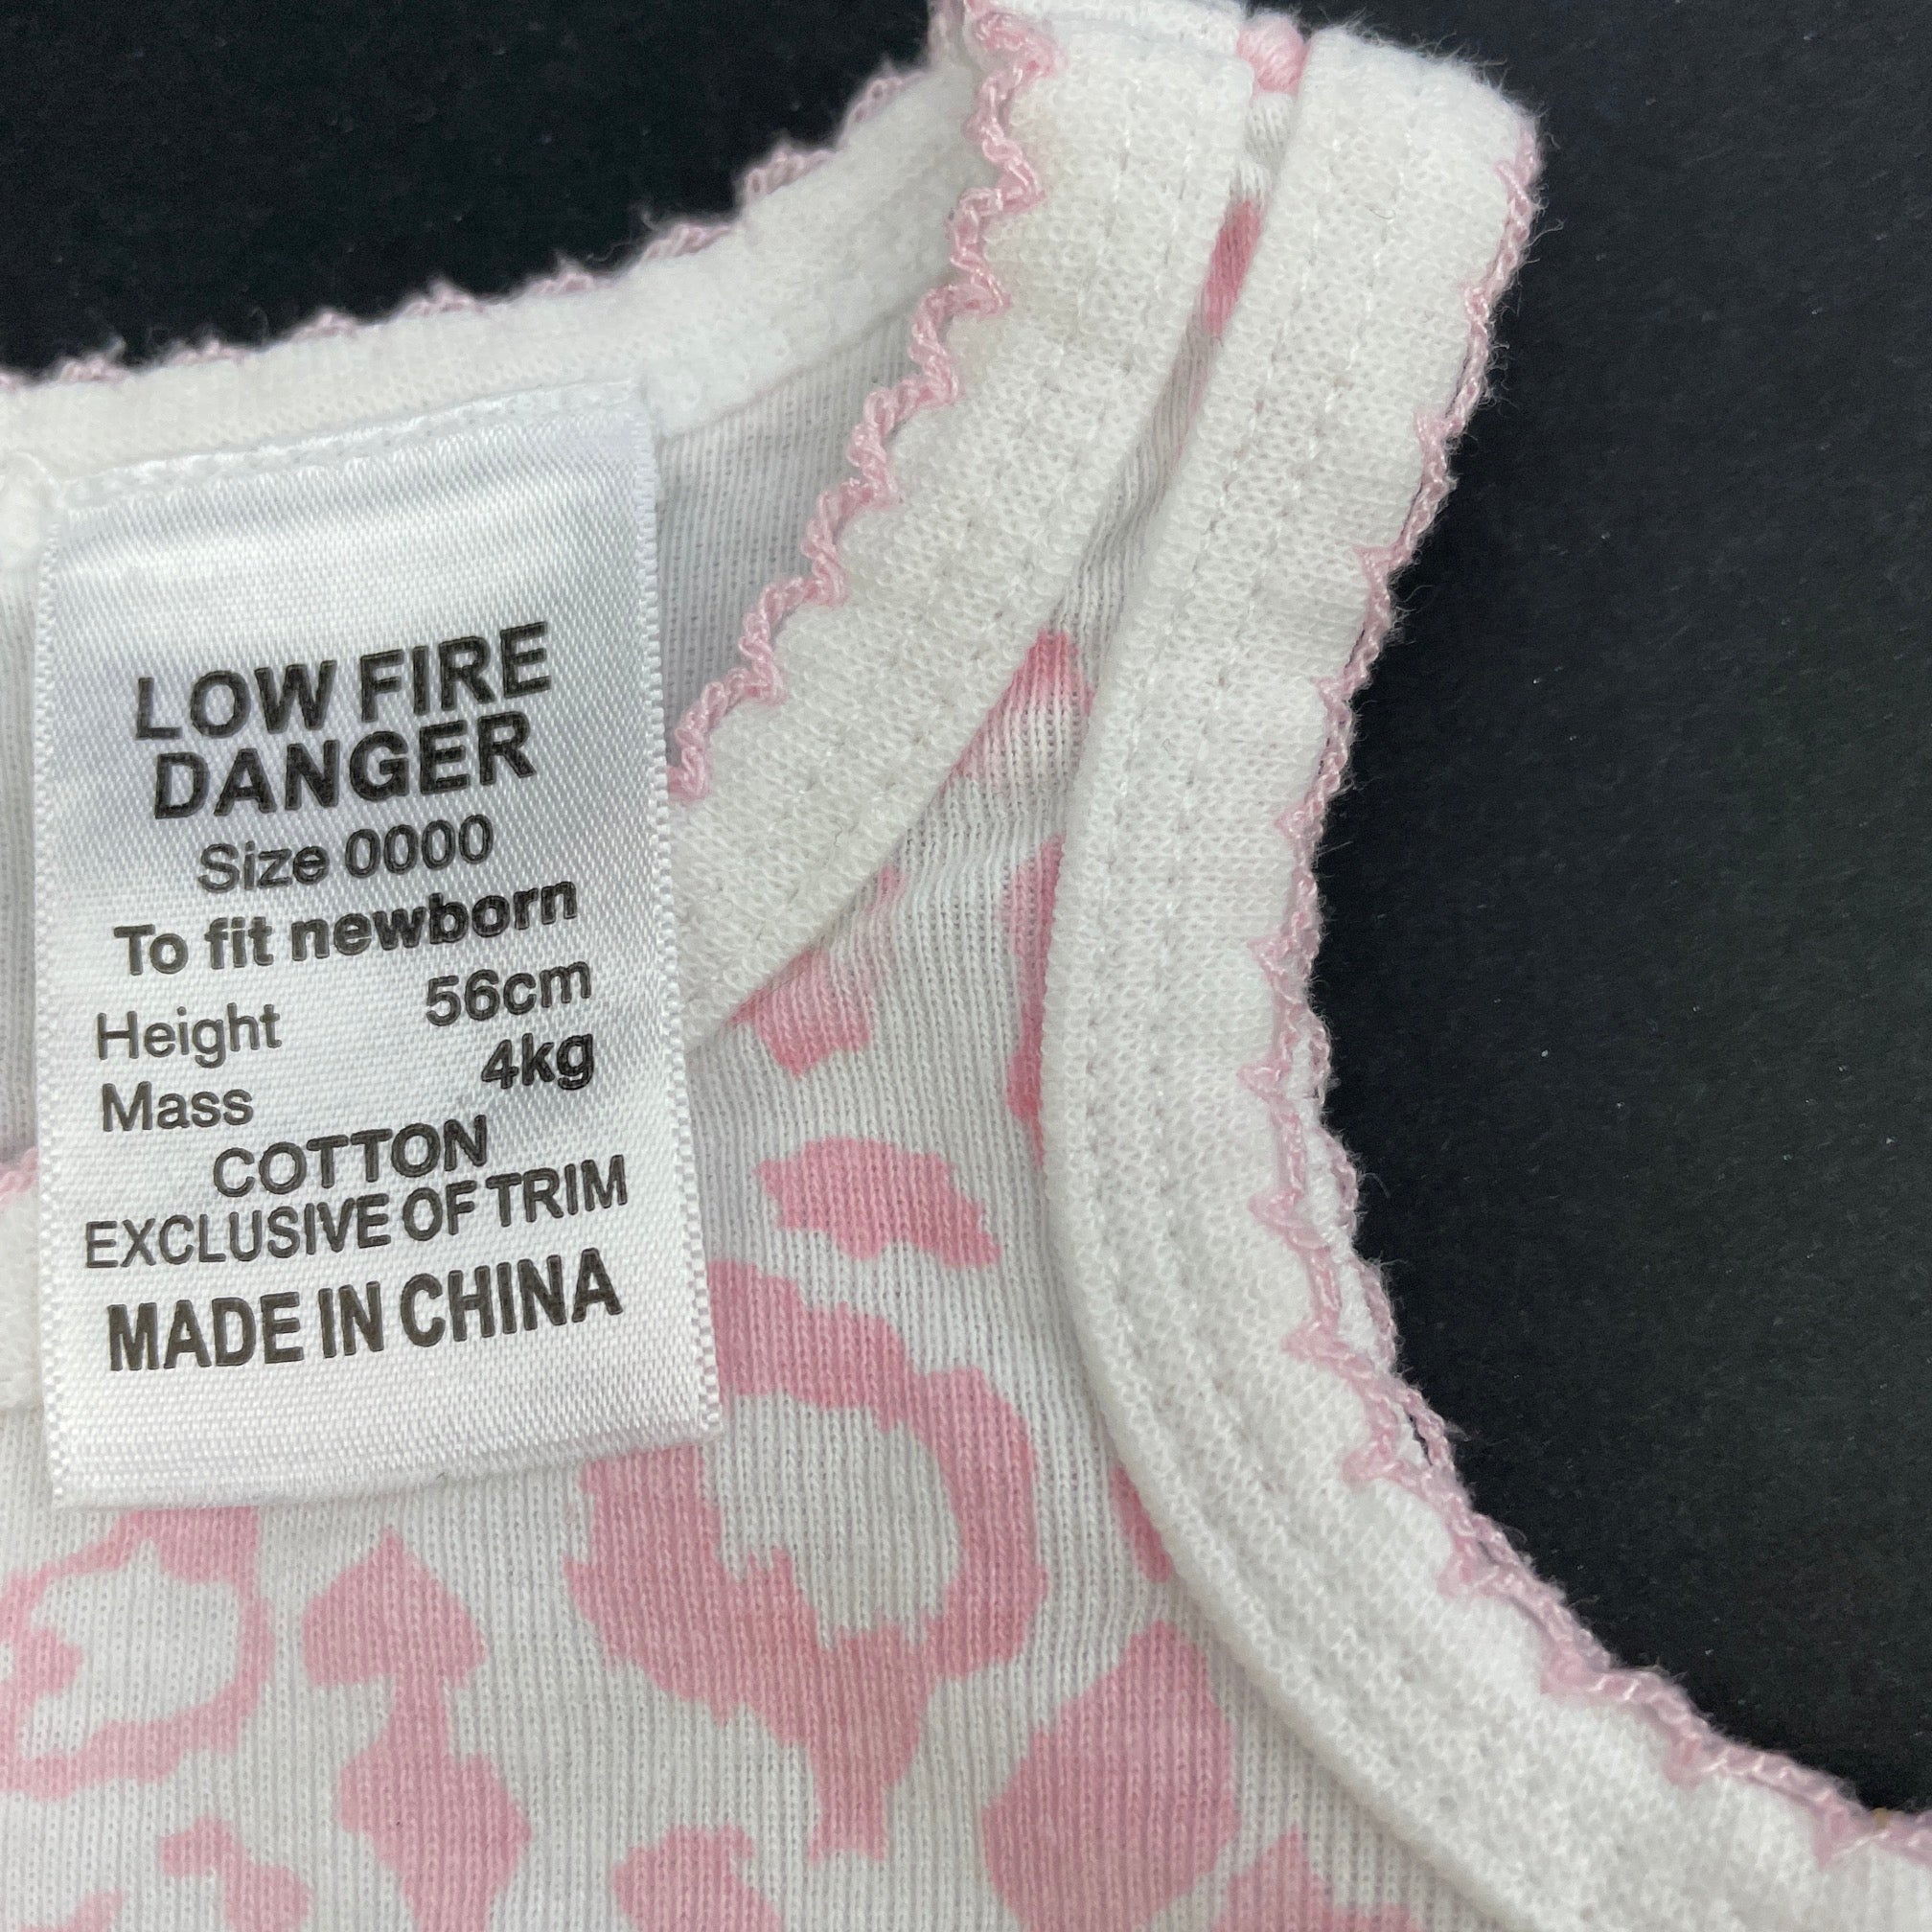 LOW FIRE
DANGER
Size 0000
To fit newborn
Height 56cm
Mass 4kg
COTTON
EXCLUSIVE OF TRIM
MADE IN CHINA